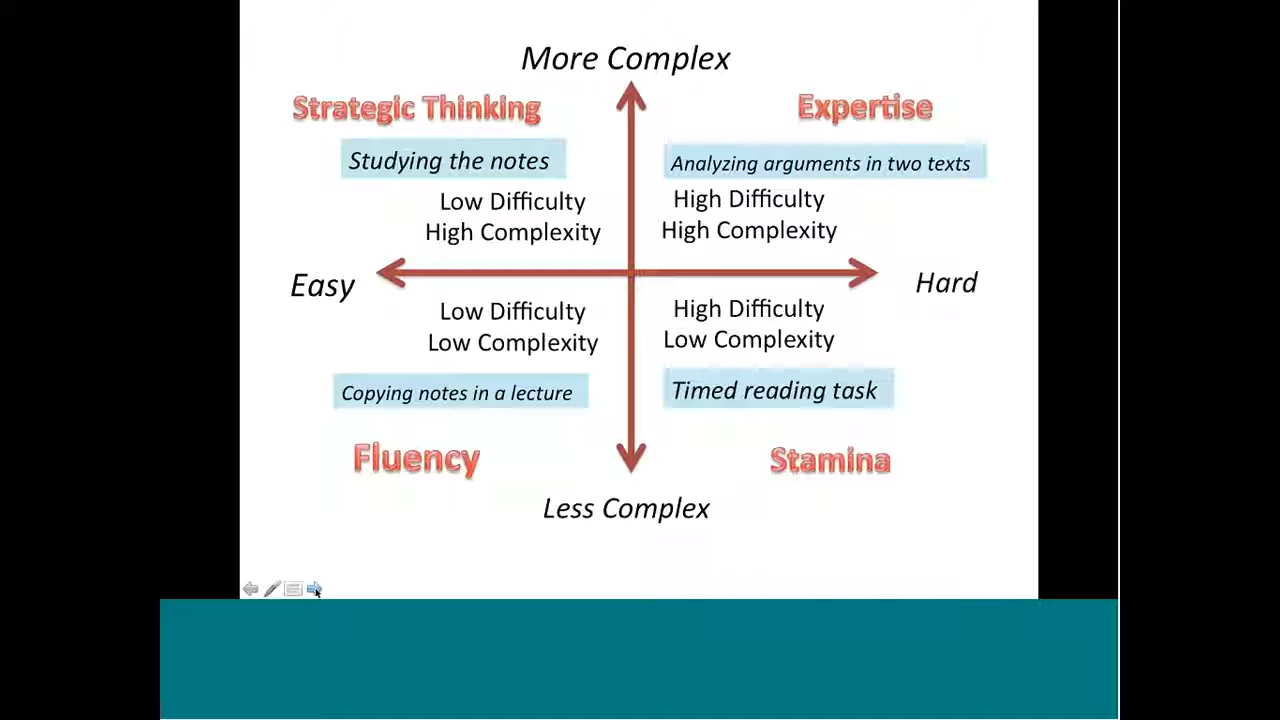 More Complex
Strategic Thinking
Expertise
Studying the notes
Analyzing arguments in two texts
Low Difficulty
High Complexity
High Difficulty
High Complexity
Easy
Hard
Low Difficulty
Low Complexity
High Difficulty
Low Complexity
Copying notes in a lecture
Timed reading task
Fluency
Stamina
Less Complex